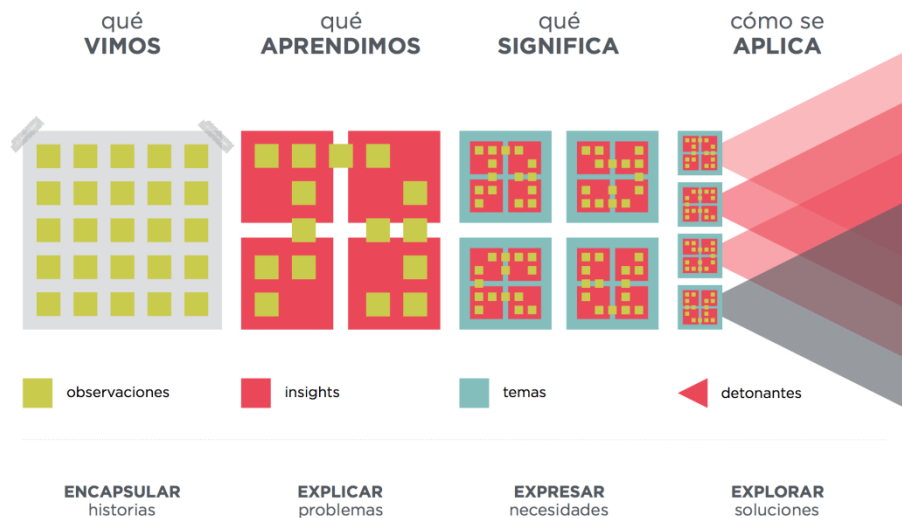 qué
VIMOS
qué
APRENDIMOS
qué
SIGNIFICA
cómo se
APLICA
observaciones
insights
temas
detonantes
ENCAPSULAR
historias
EXPLICAR
problemas
EXPRESAR
necesidades
EXPLORAR
soluciones